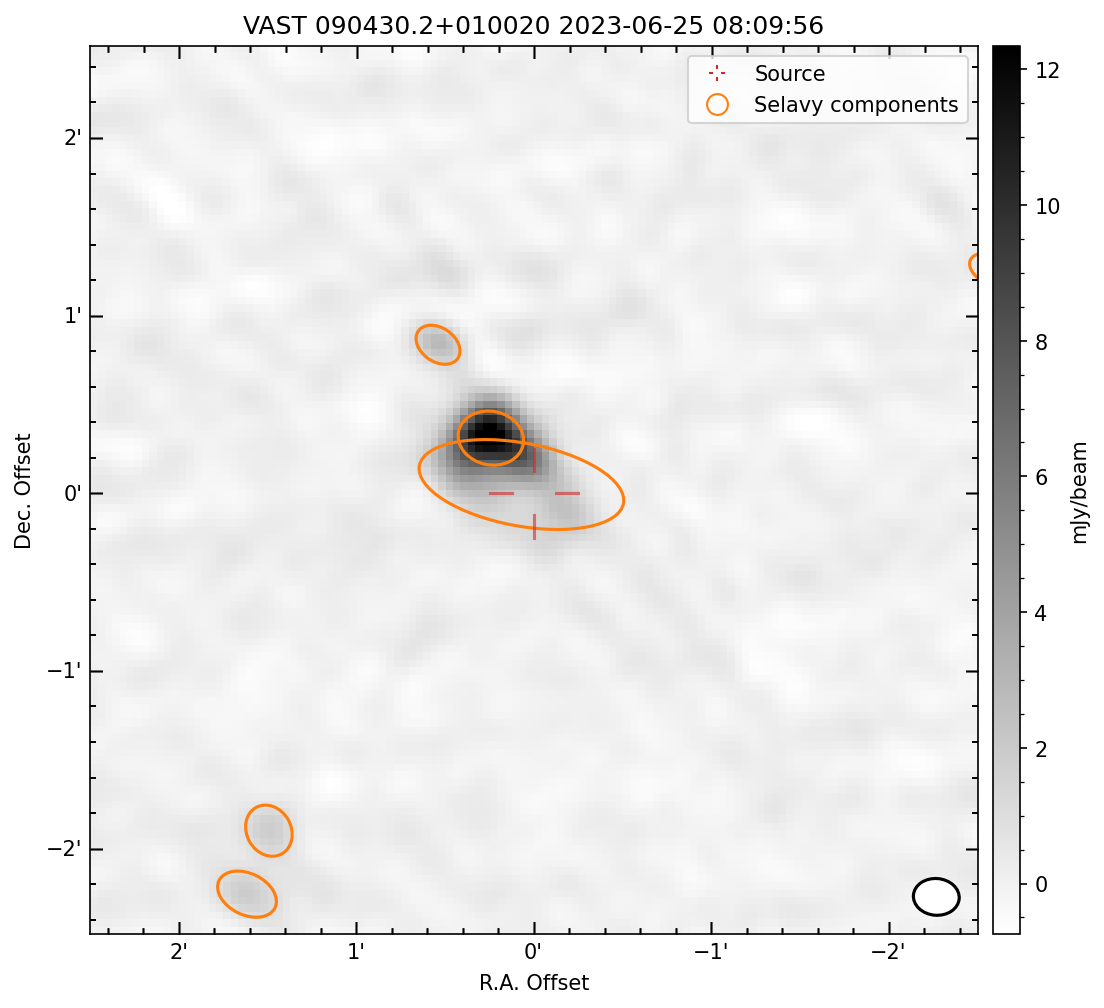 VAST 090430.2+010020 2023-06-25 08:09:56
Source
Selavy components
2'
1'
0'
−1'
−2'
Dec. Offset
2'
1'
0'
−1'
−2'
R.A. Offset
12
10
8
6
4
2
0
mJy/beam